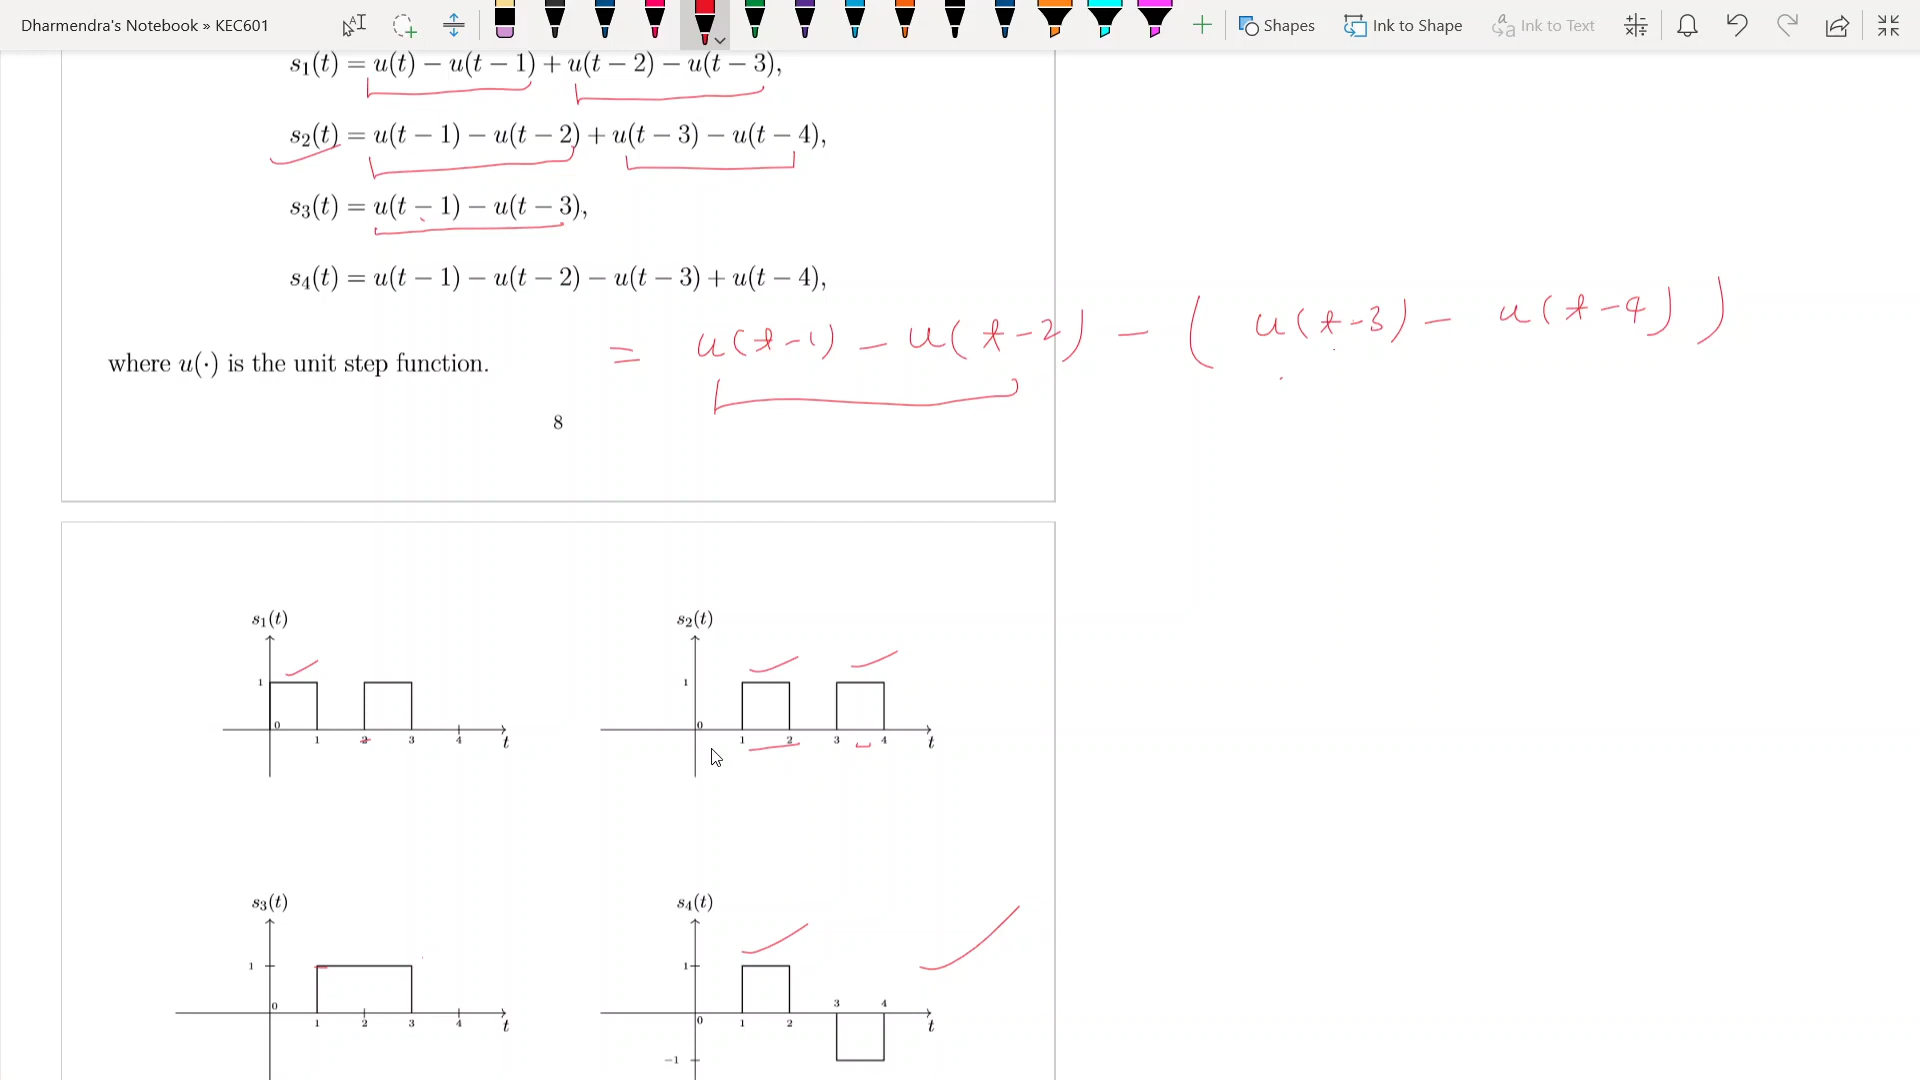 Dharmendra's Notebook » KEC601
Shapes Ink to Shape Ink to Text
s₁(t) = u(t) − u(t − 1) + u(t − 2) − u(t − 3),
s₂(t) = u(t − 1) − u(t − 2) + u(t − 3) − u(t − 4),
s₃(t) = u(t − 1) − u(t − 3),
s₄(t) = u(t − 1) − u(t − 2) − u(t − 3) + u(t − 4),
= u(t-1) - u(t-2) - ( u(t-3) - u(t-4) )
where u(·) is the unit step function.
8
s₁(t)
1
0
1 2 3 4 t
s₂(t)
1
0
1 2 3 4 t
s₃(t)
1
0
1 2 3 4 t
s₄(t)
1
3 4
0 1 2 t
−1